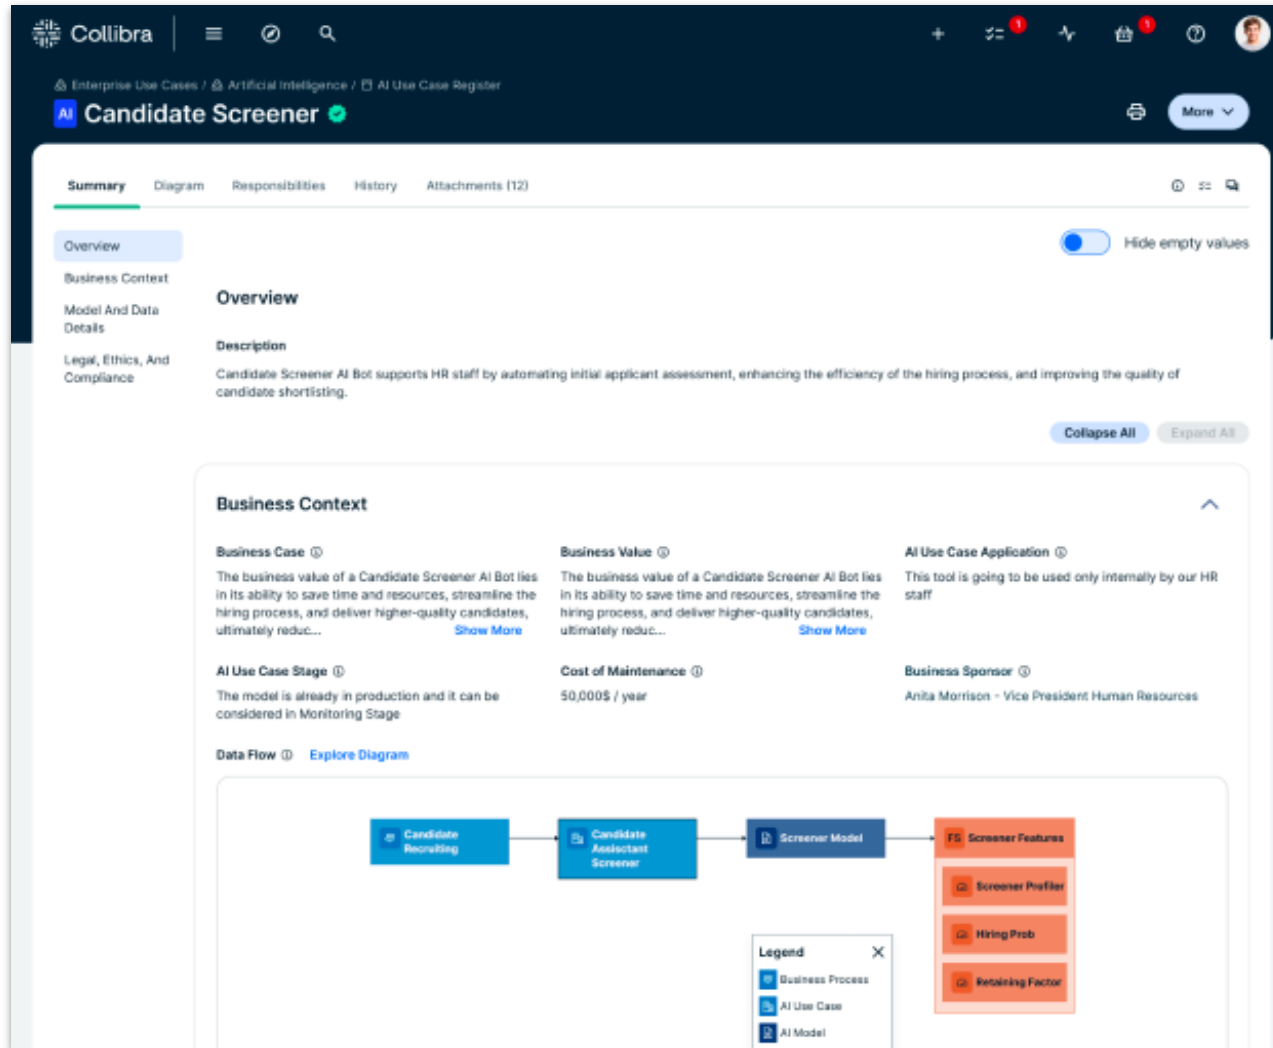 Collibra
1
1
Enterprise Use Cases / Artificial Intelligence / AI Use Case Register
AI Candidate Screener
More
Summary Diagram Responsibilities History Attachments (12)
Hide empty values
Overview
Business Context
Model And Data
Details
Legal, Ethics, And
Compliance
Overview
Description
Candidate Screener AI Bot supports HR staff by automating initial applicant assessment, enhancing the efficiency of the hiring process, and improving the quality of
candidate shortlisting.
Collapse All Expand All
Business Context
Business Case
The business value of a Candidate Screener AI Bot lies
in its ability to save time and resources, streamline the
hiring process, and deliver higher-quality candidates,
ultimately reduc... Show More
Business Value
The business value of a Candidate Screener AI Bot lies
in its ability to save time and resources, streamline the
hiring process, and deliver higher-quality candidates,
ultimately reduc... Show More
AI Use Case Application
This tool is going to be used only internally by our HR
staff
AI Use Case Stage
The model is already in production and it can be
considered in Monitoring Stage
Cost of Maintenance
50,000$ / year
Business Sponsor
Anita Morrison - Vice President Human Resources
Data Flow Explore Diagram
Candidate
Recruiting
Candidate
Assisctant
Screener
Screener Model
FS Screener Features
Screener Profiler
Hiring Prob
Retaining Factor
Legend
Business Process
AI Use Case
AI Model